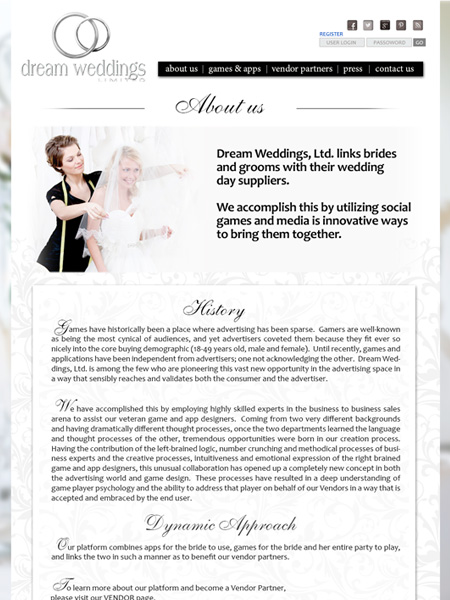 REGISTER
USER LOGIN PASSOWORD GO
dream weddings
LIMITED
about us | games & apps | vendor partners | press | contact us
About us
Dream Weddings, Ltd. links brides
and grooms with their wedding
day suppliers.
We accomplish this by utilizing social
games and media is innovative ways
to bring them together.
History
Games have historically been a place where advertising has been sparse. Gamers are well-known
as being the most cynical of audiences, and yet advertisers coveted them because they fit ever so
nicely into the core buying demographic (18-49 years old, male and female). Until recently, games and
applications have been independent from advertisers; one not acknowledging the other. Dream Wed-
dings, Ltd. is among the few who are pioneering this vast new opportunity in the advertising space in
a way that sensibly reaches and validates both the consumer and the advertiser.
We have accomplished this by employing highly skilled experts in the business to business sales
arena to assist our veteran game and app designers. Coming from two very different backgrounds
and having dramatically different thought processes, once the two departments learned the language
and thought processes of the other, tremendous opportunities were born in our creation process.
Having the contribution of the left-brained logic, number crunching and methodical processes of busi-
ness experts and the creative processes, intuitiveness and emotional expression of the right brained
game and app designers, this unusual collaboration has opened up a completely new concept in both
the advertising world and game design. These processes have resulted in a deep understanding of
game player psychology and the ability to address that player on behalf of our Vendors in a way that is
accepted and embraced by the end user.
Dynamic Approach
Our platform combines apps for the bride to use, games for the bride and her entire party to play,
and links the two in such a manner as to benefit our vendor partners.
To learn more about our platform and become a Vendor Partner,
please visit our VENDOR page.